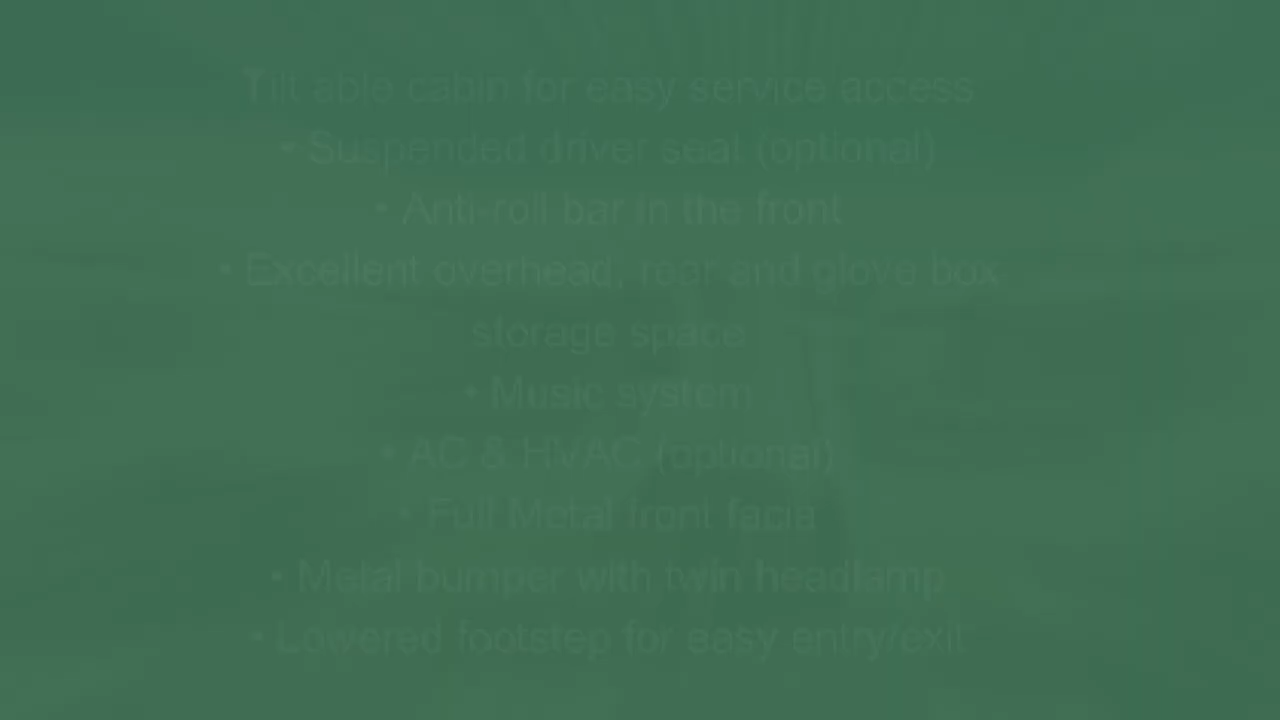 Tilt able cabin for easy service access
• Suspended driver seat (optional)
• Anti-roll bar in the front
• Excellent overhead, rear and glove box
storage space
• Music system
• AC & HVAC (optional)
• Full Metal front facia
• Metal bumper with twin headlamp
• Lowered footstep for easy entry/exit